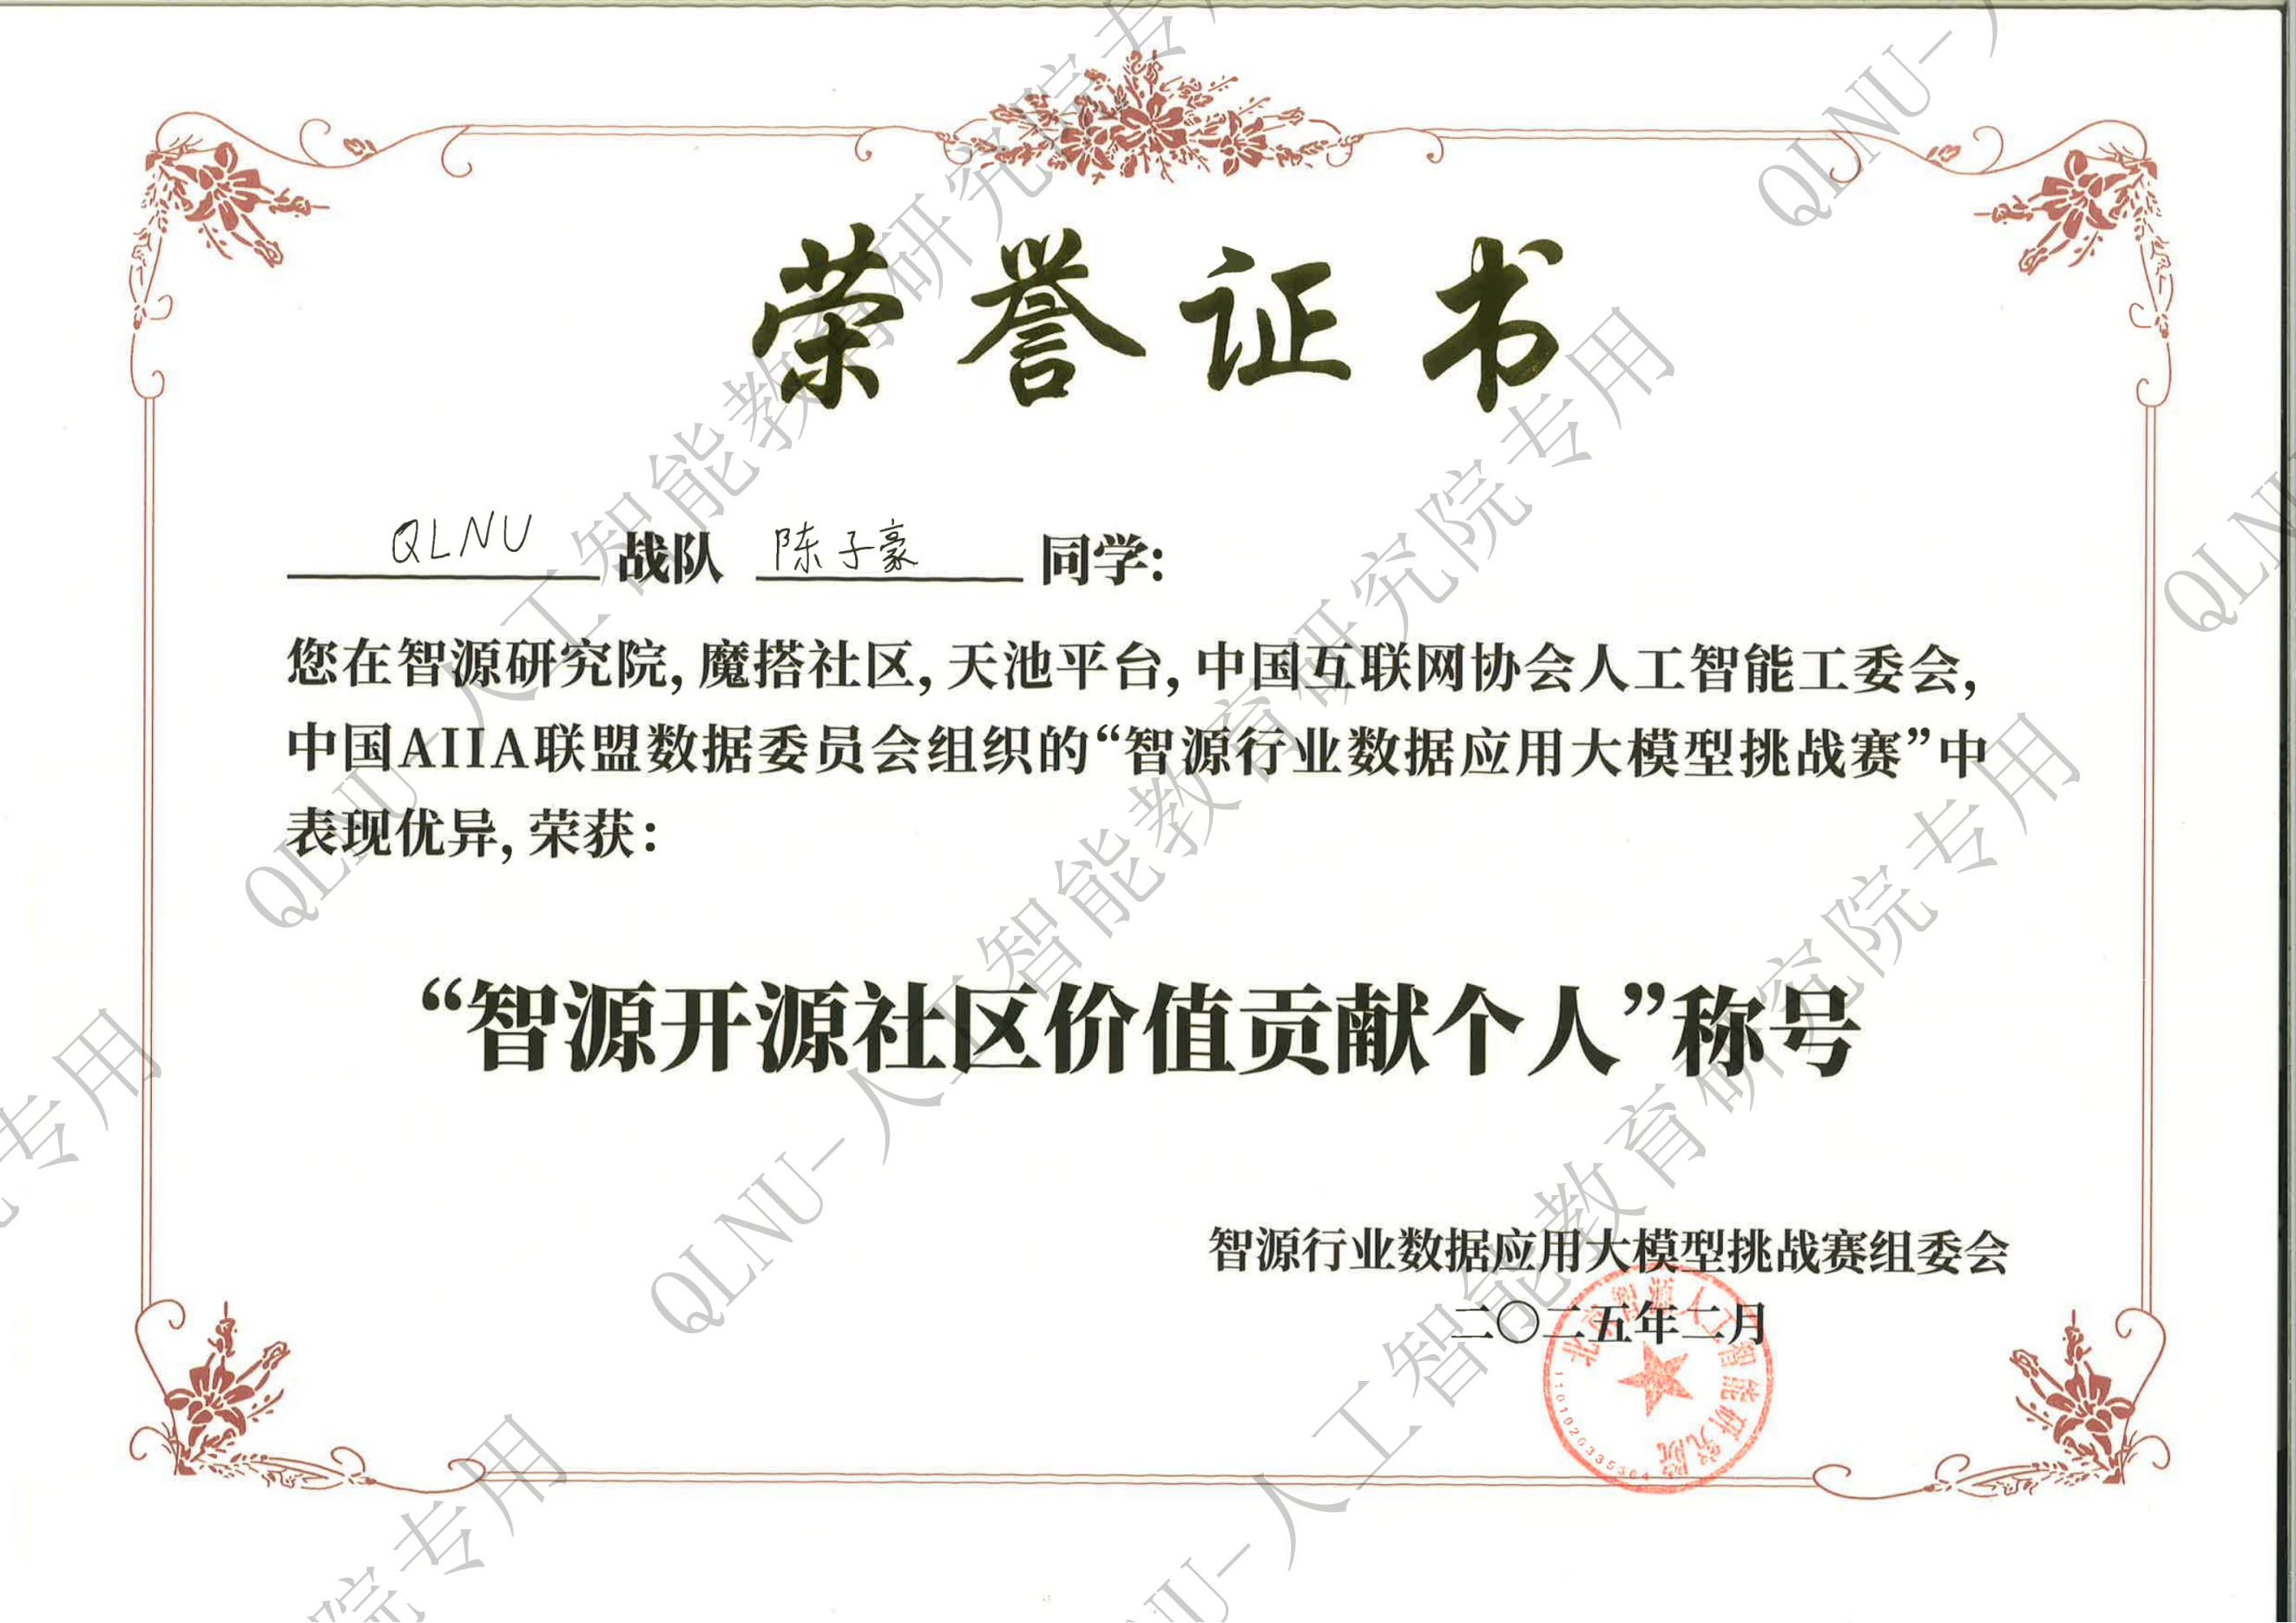 荣誉证书
QLNU 战队 陈子豪 同学:
您在智源研究院, 魔搭社区, 天池平台, 中国互联网协会人工智能工委会,
中国AIIA联盟数据委员会组织的“智源行业数据应用大模型挑战赛”中
表现优异, 荣获:
“智源开源社区价值贡献个人”称号
智源行业数据应用大模型挑战赛组委会
二〇二五年二月
北京智源人工智能研究院
1101020335364
QLNU-人工智能教育研究院专用
QLNU-人工智能教育研究院专用
QLNU-人工智能教育研究院专用
QLNU-人
QLNU
院专用
院专用